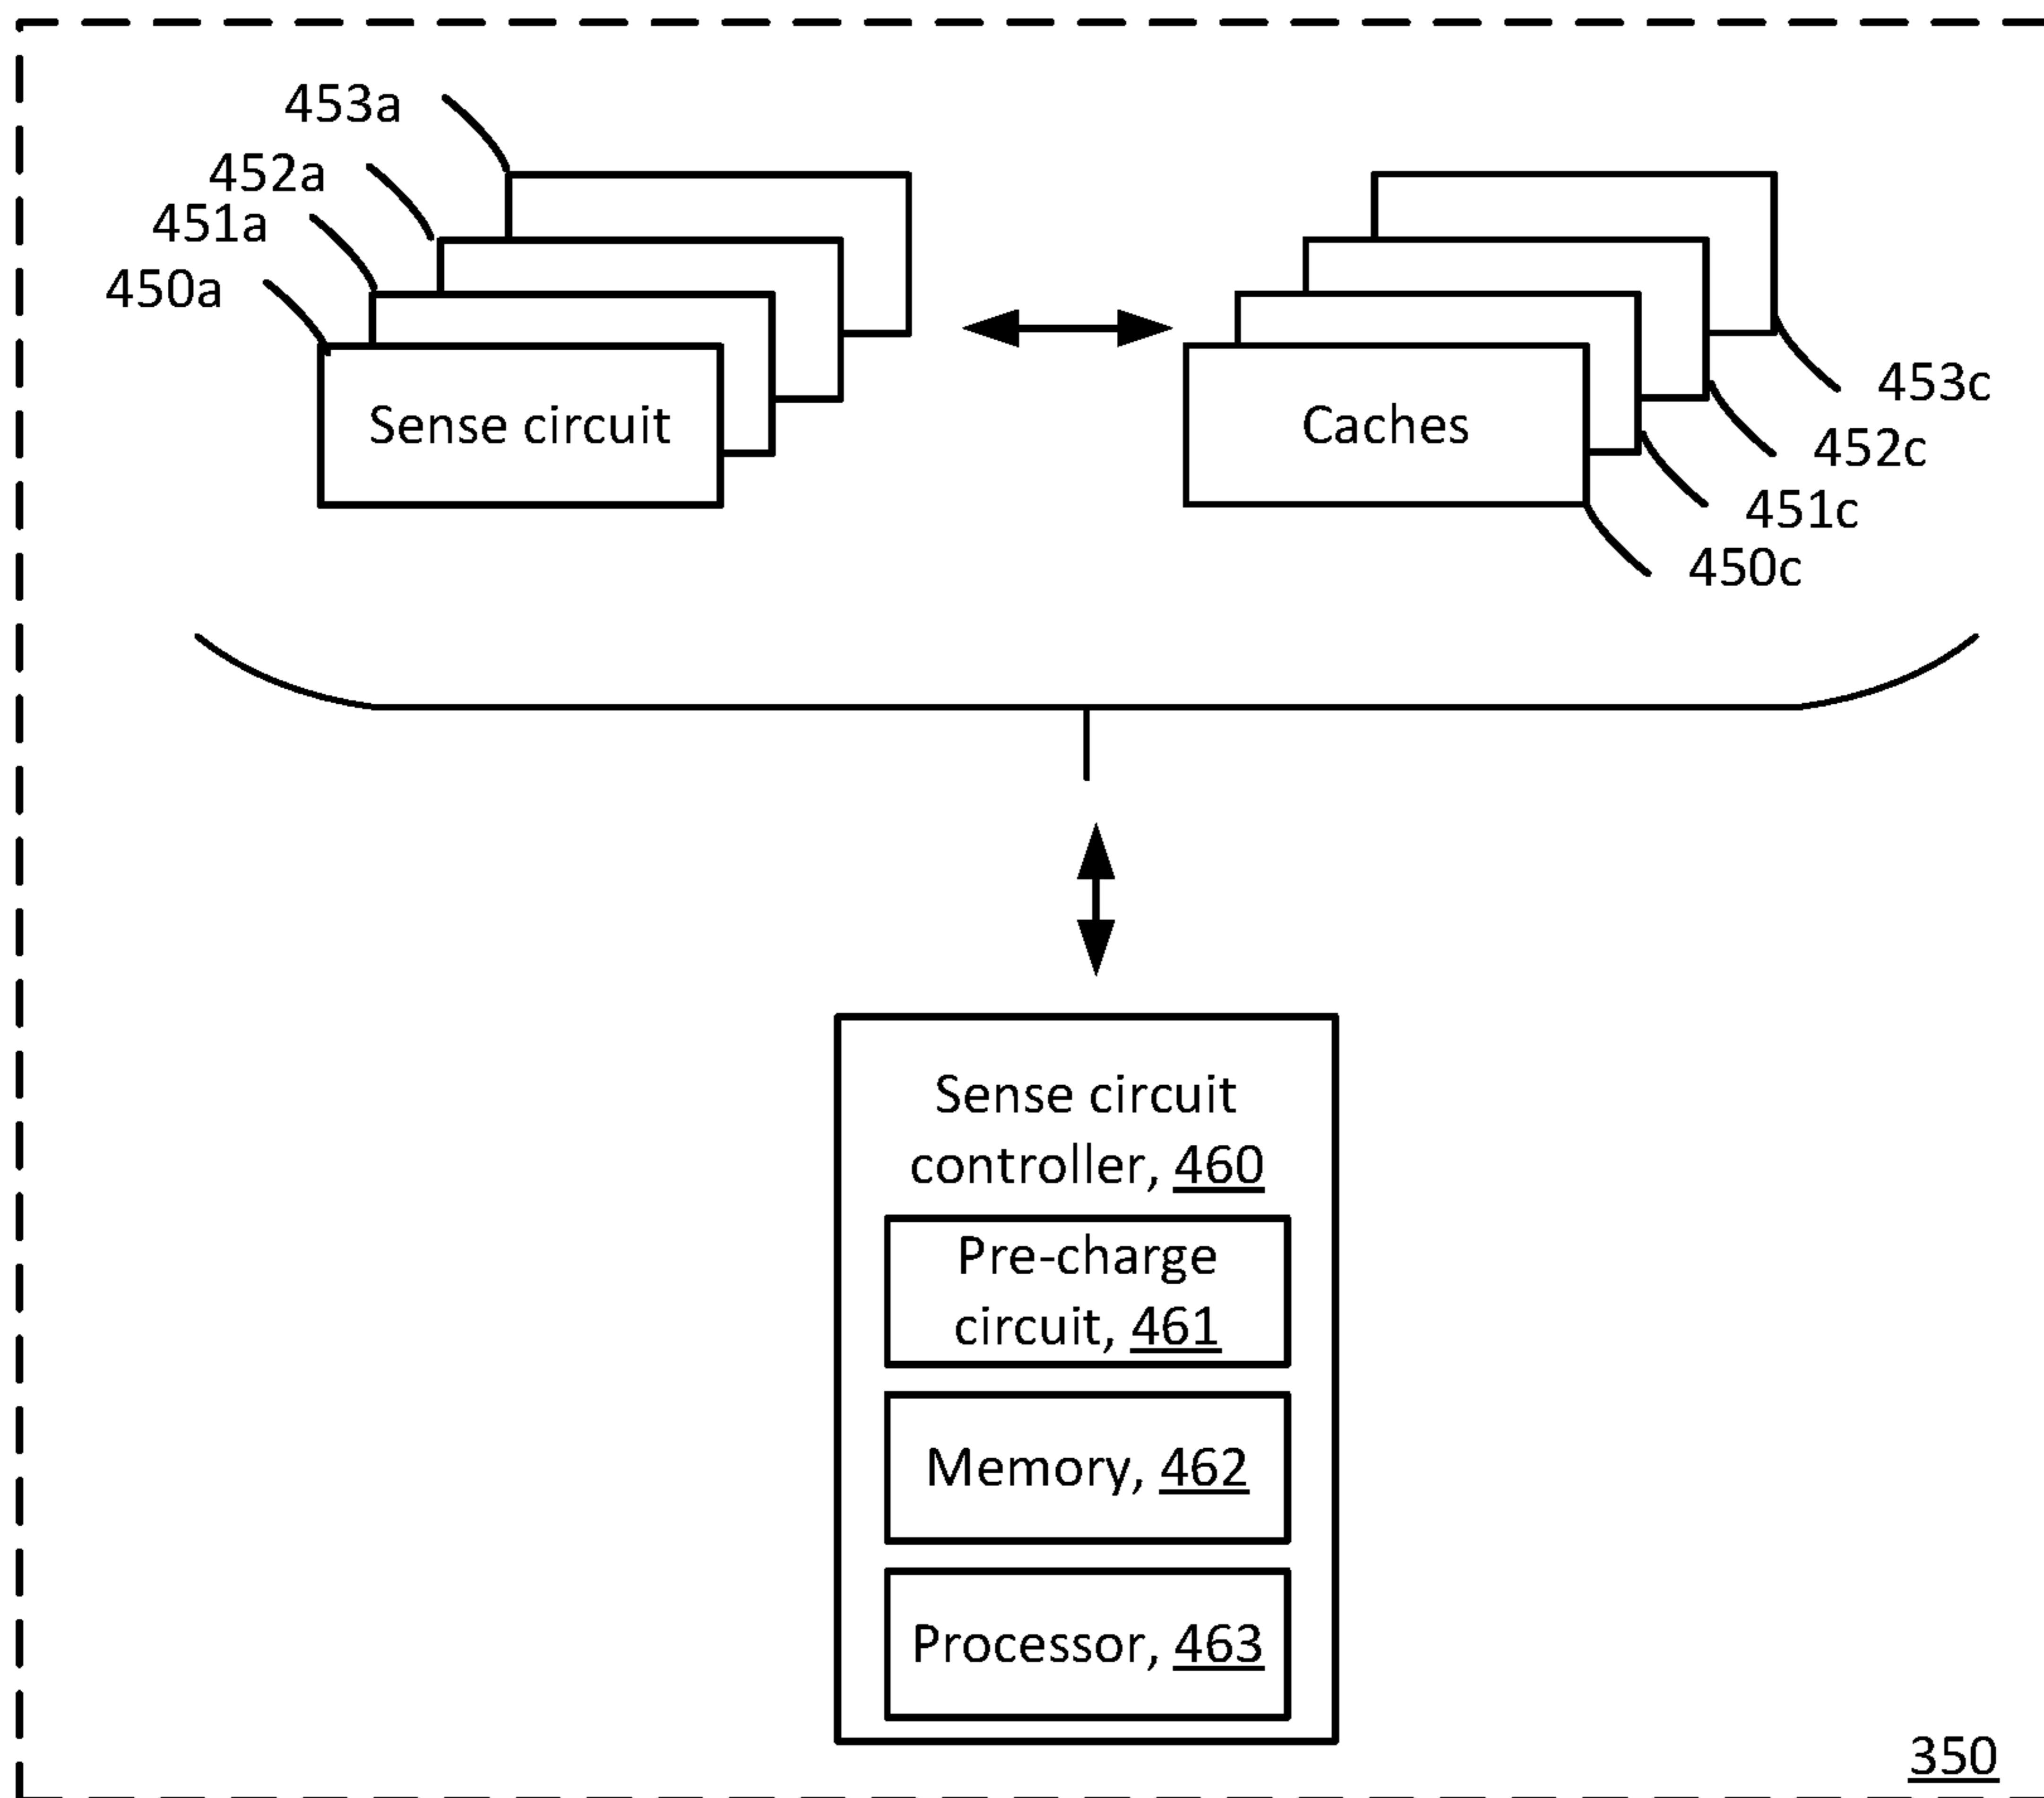 453a
452a
451a
450a
Sense circuit
Caches
453c
452c
451c
450c
Sense circuit
controller, 460
Pre-charge
circuit, 461
Memory, 462
Processor, 463
350